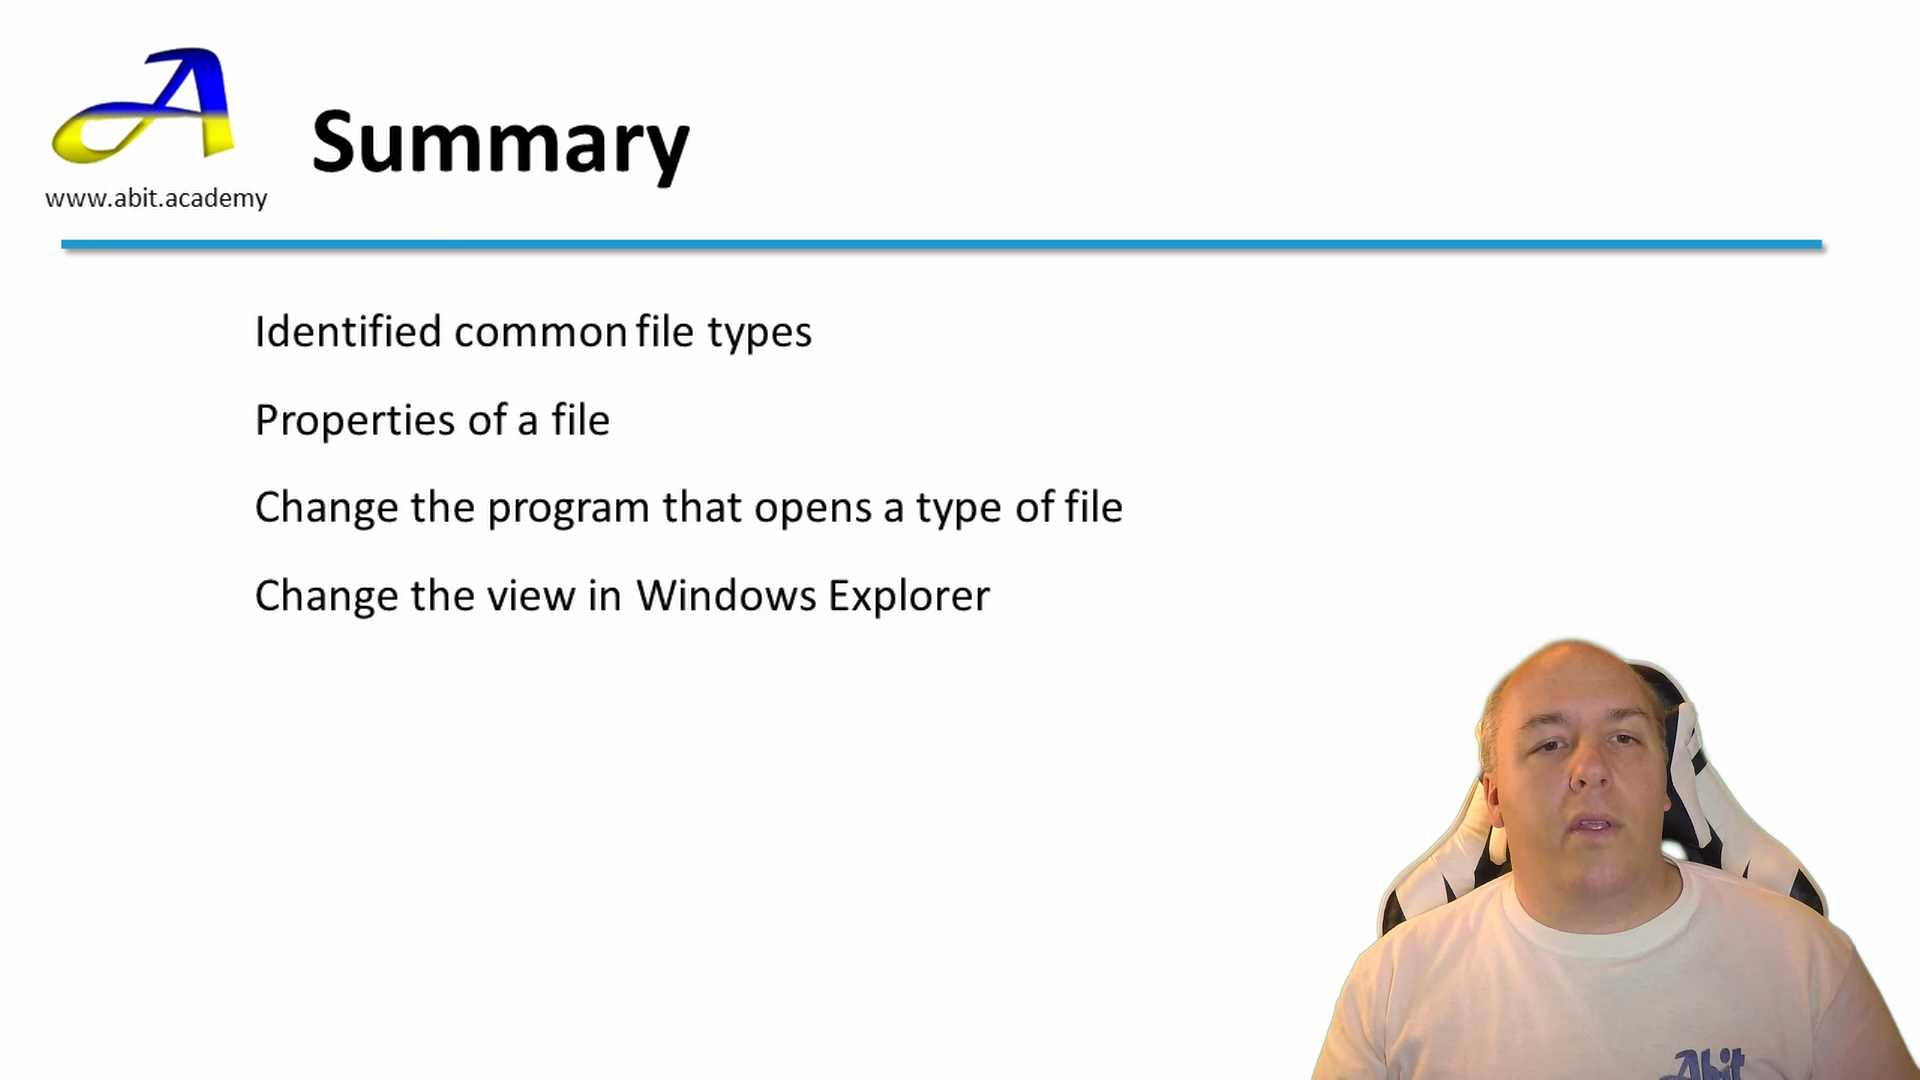 www.abit.academy
Summary
Identified common file types
Properties of a file
Change the program that opens a type of file
Change the view in Windows Explorer
Abit